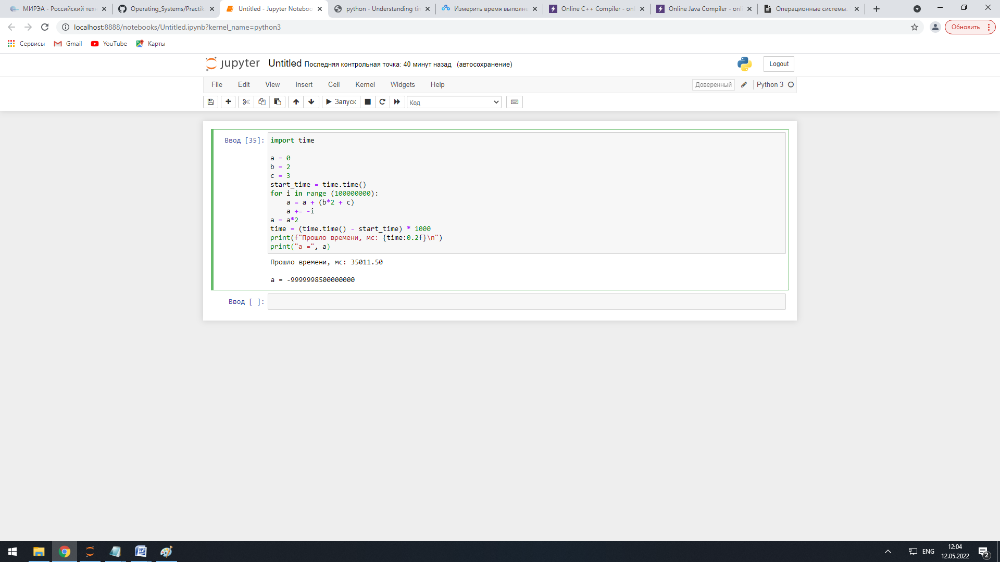 МИРЭА - Российский техн
Operating_Systems/Practik
Untitled - Jupyter Noteboo
python - Understanding tim
Измерить время выполне
Online C++ Compiler - onl
Online Java Compiler - onl
Операционные системы.
localhost:8888/notebooks/Untitled.ipynb?kernel_name=python3
Обновить
Сервисы
Gmail
YouTube
Карты
jupyter
Untitled Последняя контрольная точка: 40 минут назад (автосохранение)
Logout
File Edit View Insert Cell Kernel Widgets Help
Доверенный
Python 3
Запуск
Код
Ввод [35]:
import time
a = 0
b = 2
c = 3
start_time = time.time()
for i in range (100000000):
    a = a + (b*2 + c)
    a += -i
a = a*2
time = (time.time() - start_time) * 1000
print(f"Прошло времени, мс: {time:0.2f}\n")
print("a =", a)
Прошло времени, мс: 35011.50
a = -9999998500000000
Ввод [ ]:
ENG
12:04
12.05.2022
2